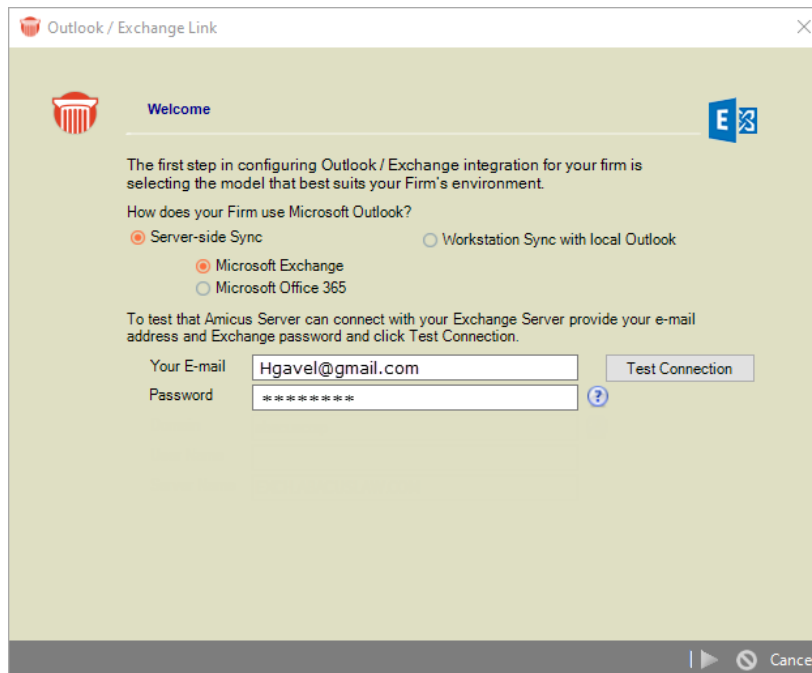 Outlook / Exchange Link
Welcome
E
The first step in configuring Outlook / Exchange integration for your firm is
selecting the model that best suits your Firm's environment.
How does your Firm use Microsoft Outlook?
Server-side Sync
Workstation Sync with local Outlook
Microsoft Exchange
Microsoft Office 365
To test that Amicus Server can connect with your Exchange Server provide your e-mail
address and Exchange password and click Test Connection.
Your E-mail Hgavel@gmail.com Test Connection
Password ******** ?
Cance